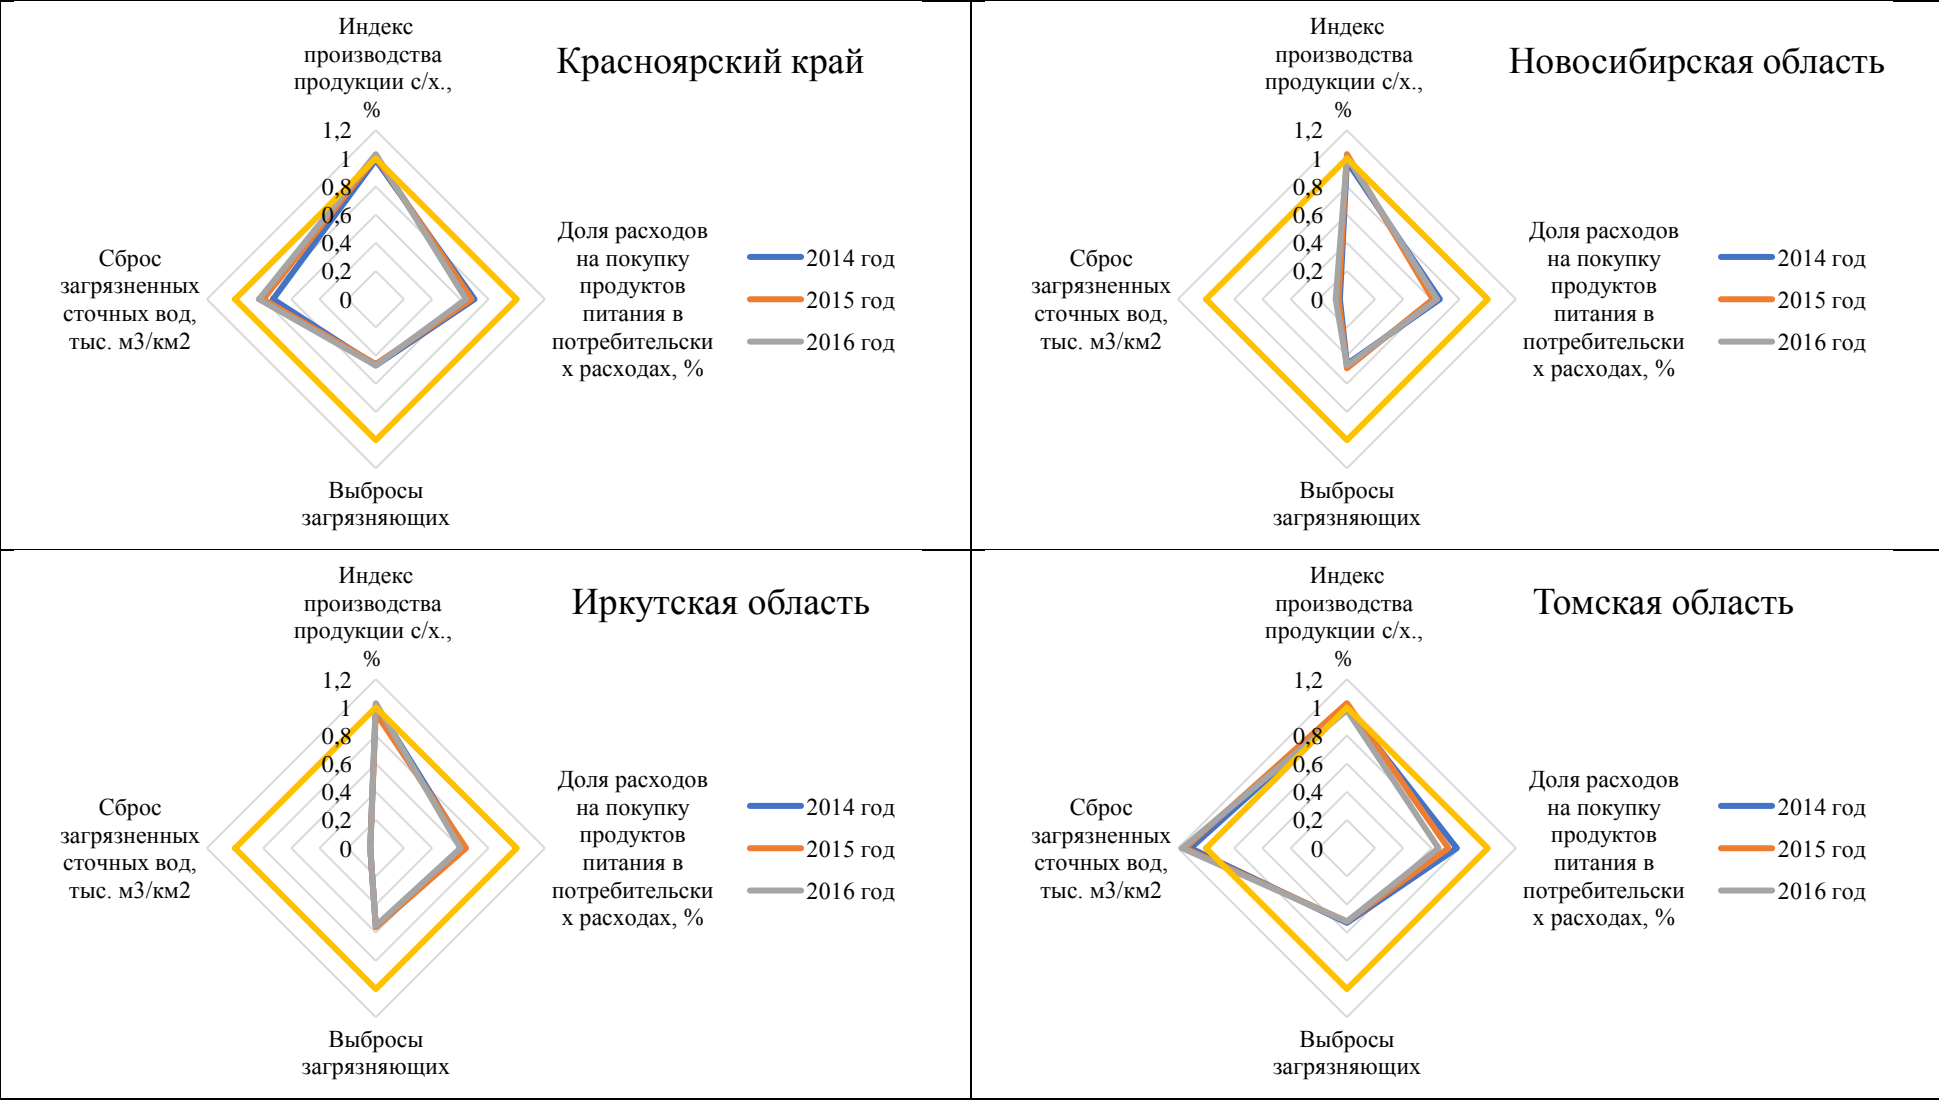 Индекс
производства
продукции с/х.,
%
Красноярский край
1,2
1
0,8
0,6
0,4
0,2
0
Сброс
загрязненных
сточных вод,
тыс. м3/км2
Доля расходов
на покупку
продуктов
питания в
потребительски
х расходах, %
2014 год
2015 год
2016 год
Выбросы
загрязняющих
Индекс
производства
продукции с/х.,
%
Новосибирская область
1,2
1
0,8
0,6
0,4
0,2
0
Сброс
загрязненных
сточных вод,
тыс. м3/км2
Доля расходов
на покупку
продуктов
питания в
потребительски
х расходах, %
2014 год
2015 год
2016 год
Выбросы
загрязняющих
Индекс
производства
продукции с/х.,
%
Иркутская область
1,2
1
0,8
0,6
0,4
0,2
0
Сброс
загрязненных
сточных вод,
тыс. м3/км2
Доля расходов
на покупку
продуктов
питания в
потребительски
х расходах, %
2014 год
2015 год
2016 год
Выбросы
загрязняющих
Индекс
производства
продукции с/х.,
%
Томская область
1,2
1
0,8
0,6
0,4
0,2
0
Сброс
загрязненных
сточных вод,
тыс. м3/км2
Доля расходов
на покупку
продуктов
питания в
потребительски
х расходах, %
2014 год
2015 год
2016 год
Выбросы
загрязняющих